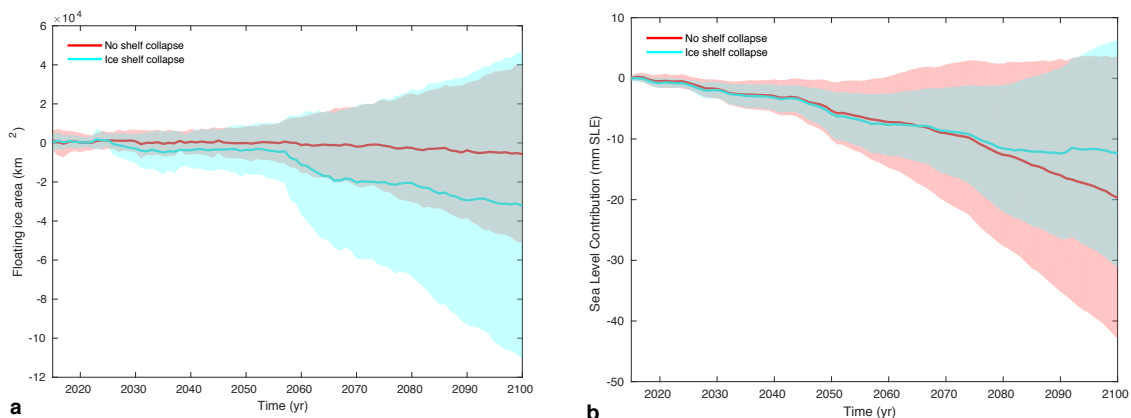 6 ×10⁴
No shelf collapse
Ice shelf collapse
4
2
0
-2
-4
-6
-8
-10
-12
Floating ice area (km 2)
2020 2030 2040 2050 2060 2070 2080 2090 2100
Time (yr)
a
10
No shelf collapse
Ice shelf collapse
0
-10
-20
-30
-40
-50
Sea Level Contribution (mm SLE)
2020 2030 2040 2050 2060 2070 2080 2090 2100
Time (yr)
b